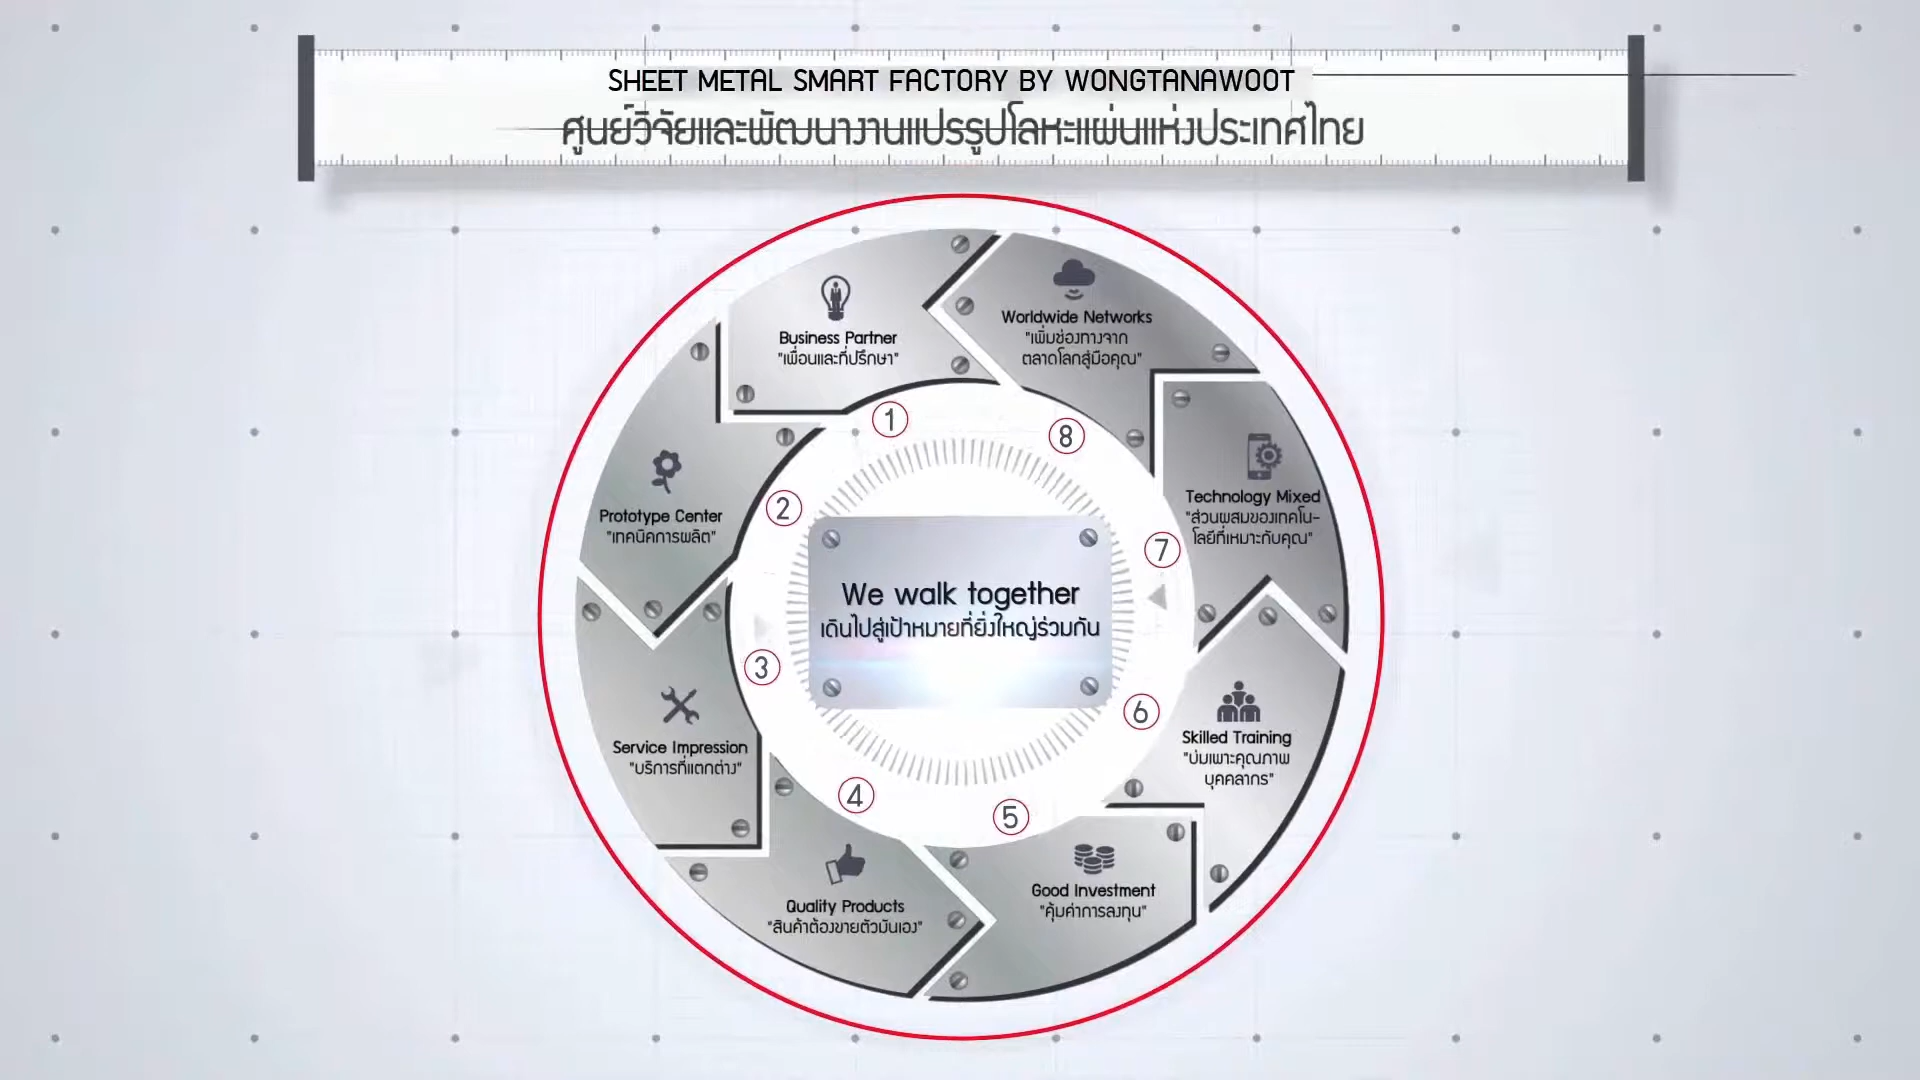 SHEET METAL SMART FACTORY BY WONGTANAWOOT
ศูนย์วิจัยและพัฒนางานแปรรูปโลหะแผ่นแห่งประเทศไทย
Business Partner
"เพื่อนและที่ปรึกษา"
1
Prototype Center
"เทคนิคการผลิต"
2
Service Impression
"บริการที่แตกต่าง"
3
Quality Products
"สินค้าต้องขายตัวมันเอง"
4
Good Investment
"คุ้มค่าการลงทุน"
5
Skilled Training
"บ่มเพาะคุณภาพ
บุคคลากร"
6
Technology Mixed
"ส่วนผสมของเทคโน-
โลยีที่เหมาะกับคุณ"
7
Worldwide Networks
"เพิ่มช่องทางจาก
ตลาดโลกสู่มือคุณ"
8
We walk together
เดินไปสู่เป้าหมายที่ยิ่งใหญ่ร่วมกัน